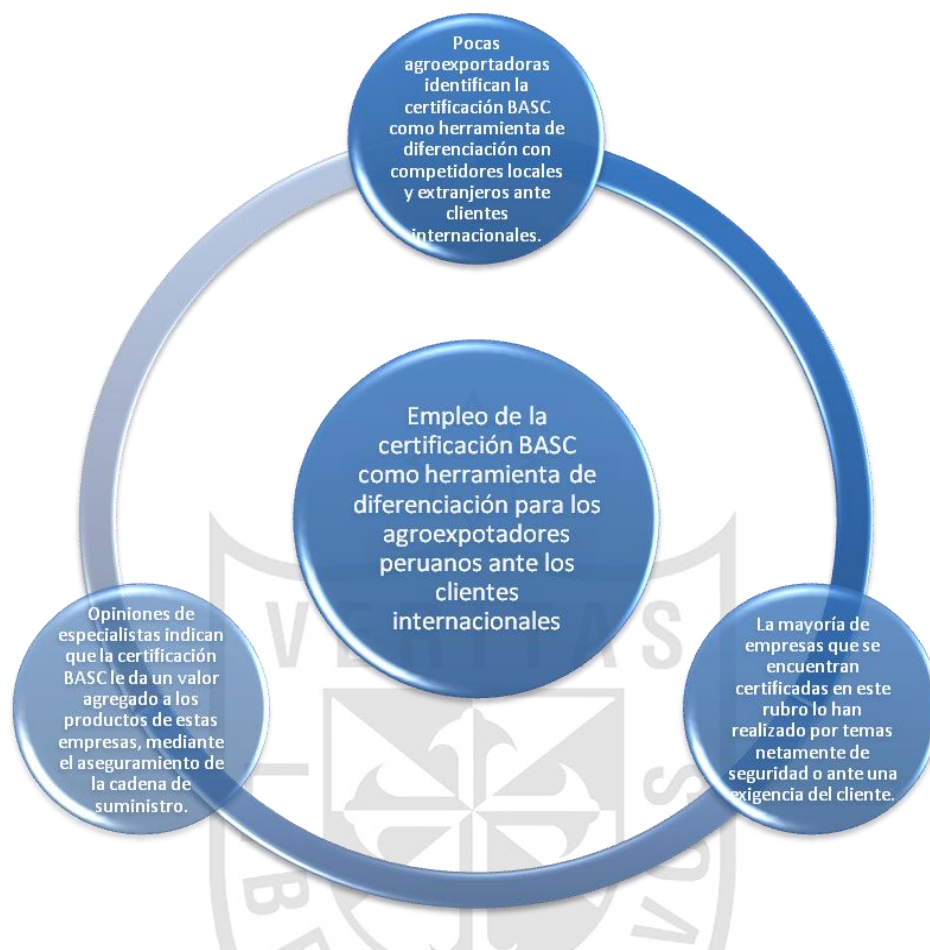 Pocas
agroexportadoras
identifican la
certificación BASC
como herramienta de
diferenciación con
competidores locales
y extranjeros ante
clientes
internacionales.
Empleo de la
certificación BASC
como herramienta de
diferenciación para los
agroexpotadores
peruanos ante los
clientes
internacionales
Opiniones de
especialistas indican
que la certificación
BASC le da un valor
agregado a los
productos de estas
empresas, mediante
el aseguramiento de
la cadena de
suministro.
La mayoría de
empresas que se
encuentran
certificadas en este
rubro lo han
realizado por temas
netamente de
seguridad o ante una
exigencia del cliente.
VERITAS